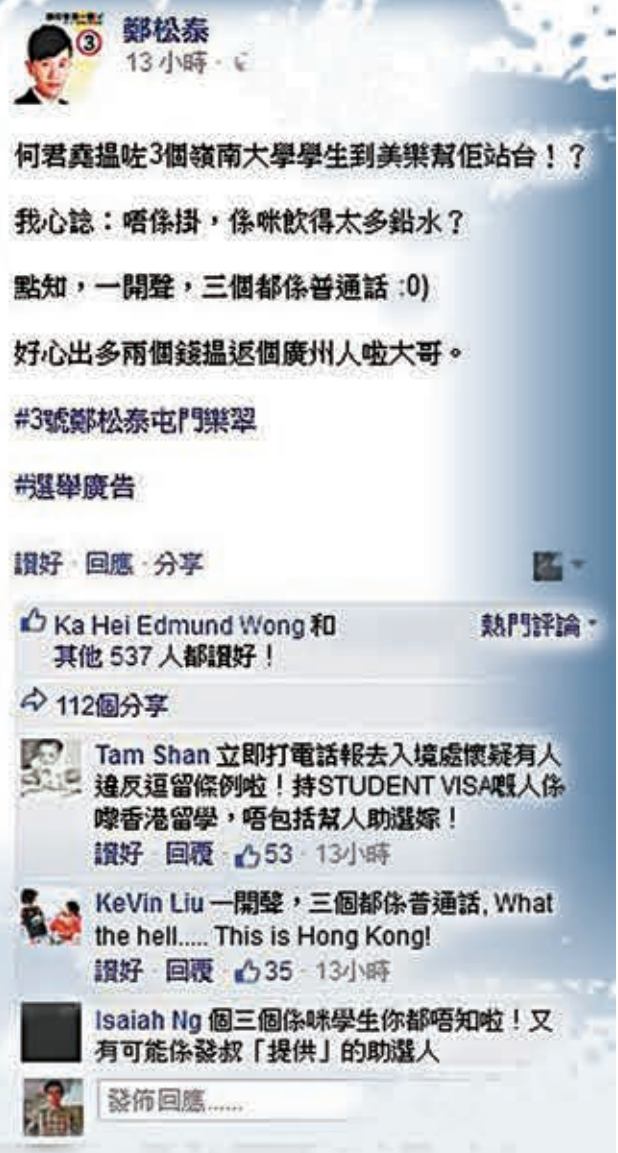 ③
鄭松泰
13 小時 ·
何君堯搵咗3個嶺南大學學生到美樂幫佢站台！？
我心諗：唔係掛，係咪飲得太多鉛水？
點知，一開聲，三個都係普通話 :0)
好心出多兩個錢搵返個廣州人啦大哥。
#3號鄭松泰屯門樂翠
#選舉廣告
讚好 · 回應 · 分享
Ka Hei Edmund Wong 和
熱門評論
其他 537 人都讚好！
112個分享
Tam Shan 立即打電話報去入境處懷疑有人
違反逗留條例啦！持STUDENT VISA嘅人係
嚟香港留學，唔包括幫人助選嫁！
讚好 · 回覆 · 53 · 13小時
KeVin Liu 一開聲，三個都係普通話, What
the hell..... This is Hong Kong!
讚好 · 回覆 · 35 · 13小時
Isaiah Ng 個三個係咪學生你都唔知啦！又
有可能係發叔「提供」的助選人
發佈回應......